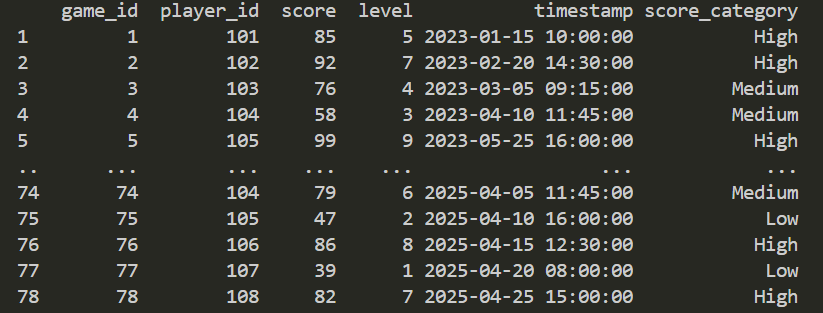 game_id player_id score level timestamp score_category
1 1 101 85 5 2023-01-15 10:00:00 High
2 2 102 92 7 2023-02-20 14:30:00 High
3 3 103 76 4 2023-03-05 09:15:00 Medium
4 4 104 58 3 2023-04-10 11:45:00 Medium
5 5 105 99 9 2023-05-25 16:00:00 High
.. ... ... ... ... ... ...
74 74 104 79 6 2025-04-05 11:45:00 Medium
75 75 105 47 2 2025-04-10 16:00:00 Low
76 76 106 86 8 2025-04-15 12:30:00 High
77 77 107 39 1 2025-04-20 08:00:00 Low
78 78 108 82 7 2025-04-25 15:00:00 High